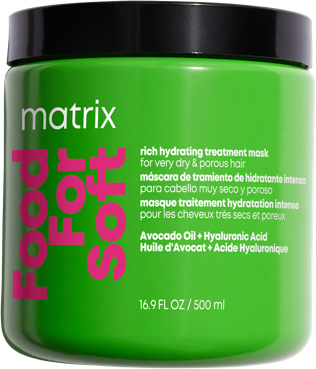 matrix
Food
For
Soft
rich hydrating treatment mask
for very dry & porous hair
máscara de tramiento de hidratante intensa
para cabello muy seco y poroso
masque traitement hydratation intense
pour les cheveux très secs et poreux
Avocado Oil + Hyaluronic Acid
Huile d'Avocat + Acide Hyaluronique
16.9 FL OZ / 500 ml